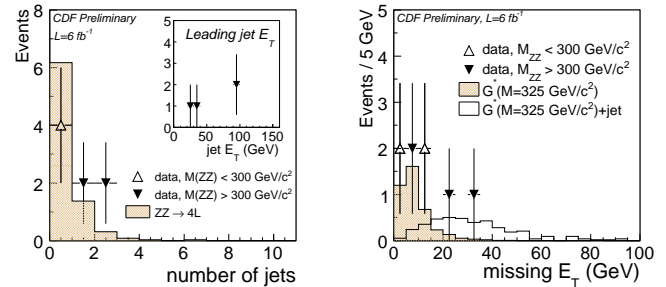 CDF Preliminary
L=6 fb⁻¹
Events
8
6
4
2
0
Leading jet E_T
5
4
3
2
1
0
0 50 100 150
jet E_T (GeV)
data, M(ZZ) < 300 GeV/c²
data, M(ZZ) > 300 GeV/c²
ZZ → 4L
0 2 4 6 8 10
number of jets
CDF Preliminary, L=6 fb⁻¹
Events / 5 GeV
5
4
3
2
1
0
data, M_ZZ < 300 GeV/c²
data, M_ZZ > 300 GeV/c²
G*(M=325 GeV/c²)
G*(M=325 GeV/c²)+jet
0 20 40 60 80 100
missing E_T (GeV)